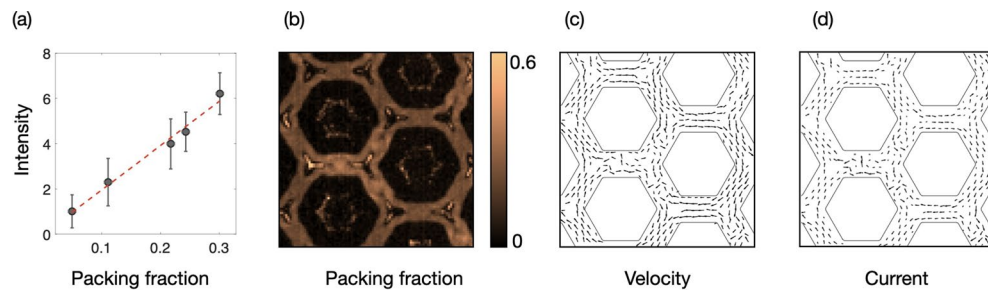 (a)
(b)
(c)
(d)
8
6
4
2
0
Intensity
0.1
0.2
0.3
Packing fraction
0.6
0
Packing fraction
Velocity
Current